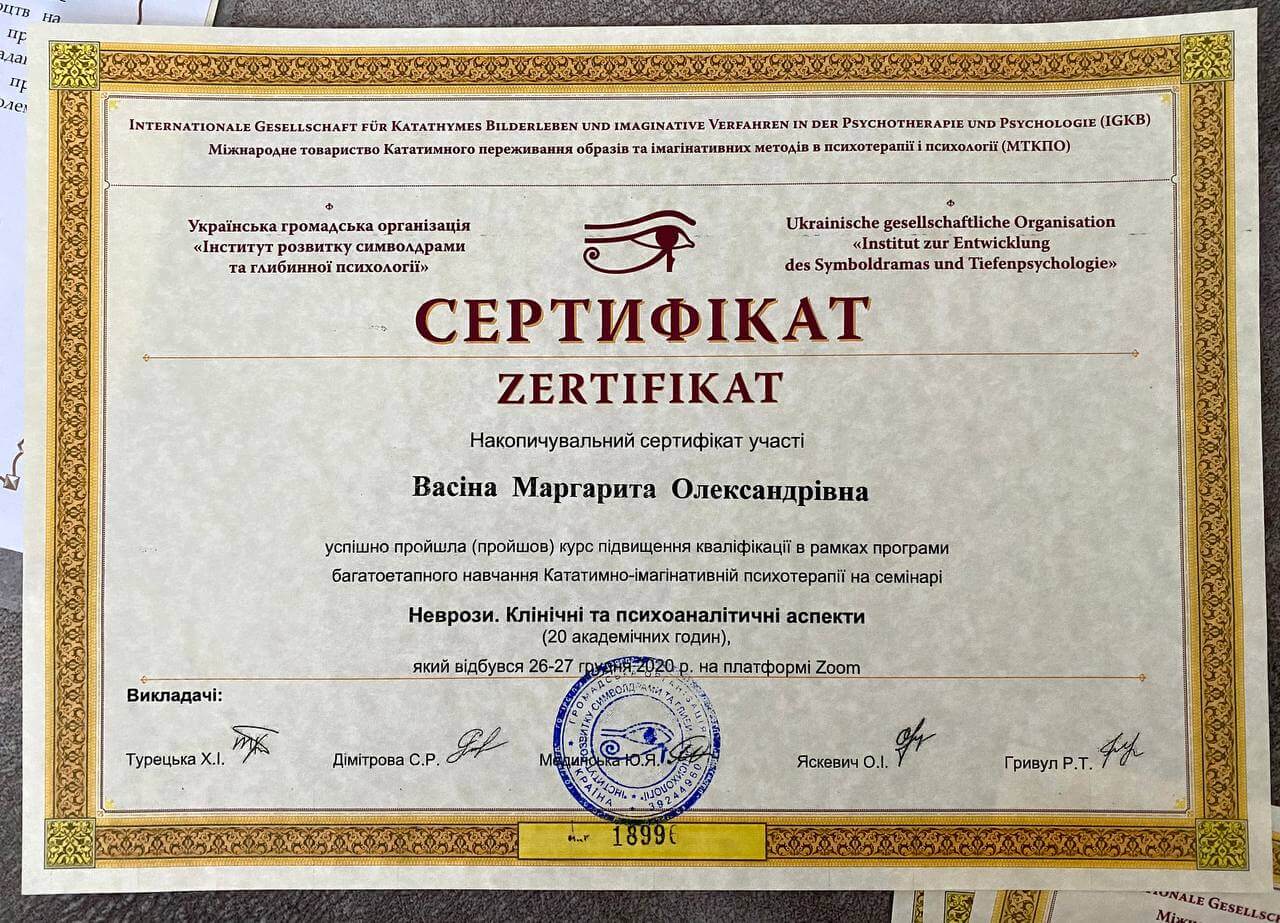 INTERNATIONALE GESELLSCHAFT FÜR KATATHYMES BILDERLEBEN UND IMAGINATIVE VERFAHREN IN DER PSYCHOTHERAPIE UND PSYCHOLOGIE (IGKB)
Міжнародне товариство Кататимного переживання образів та імагінативних методів в психотерапії і психології (МТКПО)
Українська громадська організація
«Інститут розвитку символдрами
та глибинної психології»
Ukrainische gesellschaftliche Organisation
«Institut zur Entwicklung
des Symboldramas und Tiefenpsychologie»
СЕРТИФІКАТ
ZERTIFIKAT
Накопичувальний сертифікат участі
Васіна Маргарита Олександрівна
успішно пройшла (пройшов) курс підвищення кваліфікації в рамках програми
багатоетапного навчання Кататимно-імагінативній психотерапії на семінарі
Неврози. Клінічні та психоаналітичні аспекти
(20 академічних годин),
який відбувся 26-27 грудня 2020 р. на платформі Zoom
Викладачі:
Турецька Х.І. Дімітрова С.Р. Мединська Ю.Я. Яскевич О.І. Гривул Р.Т.
УКРАЇНА
39244960
1899